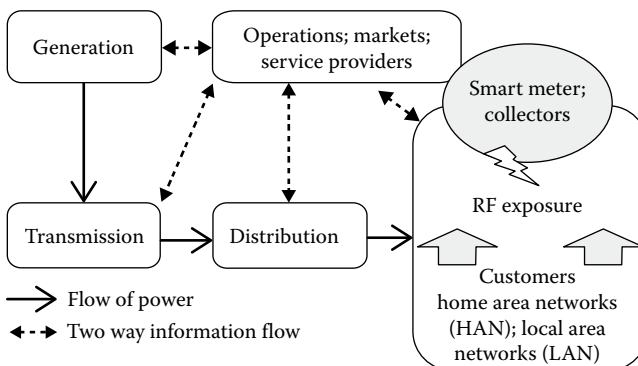 Generation
Operations; markets;
service providers
Smart meter;
collectors
RF exposure
Transmission
Distribution
Customers
home area networks
(HAN); local area
networks (LAN)
Flow of power
Two way information flow